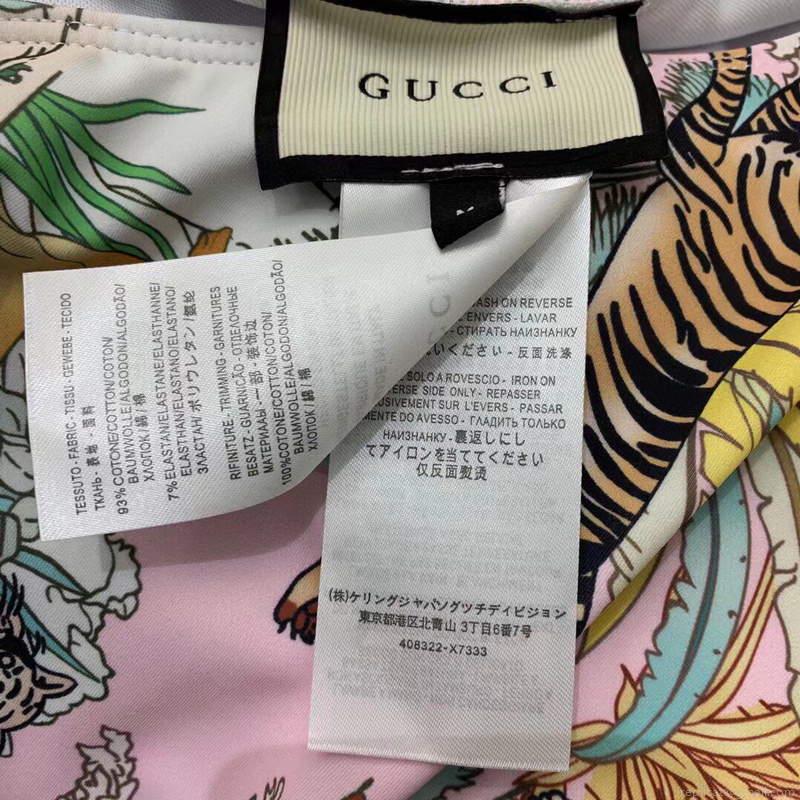 GUCCI
TESSUTO - FABRIC - TISSU - GEWEBE - TECIDO
ТКАНЬ - 表地 - 面料
93% COTONE/COTTON/COTON/
BAUMWOLLE/ALGODON/ALGODÃO/
ХЛОПОК / 綿 / 棉
7% ELASTAN/ELASTANE/ELASTHANNE/
ELASTHAN/ELASTANO/ELASTANO/
ЭЛАСТАН/ ポリウレタン / 氨纶
RIFINITURE - TRIMMING - GARNITURES
BESATZ - GUARNIÇÃO - ОТДЕЛОЧНЫЕ
МАТЕРИАЛЫ - 一部 - 装饰边
100%COTONE/COTTON/COTON/
BAUMWOLLE/ALGODON/ALGODÃO/
ХЛОПОК / 綿 / 棉
ASH ON REVERSE
L'ENVERS - LAVAR
- СТИРАТЬ НАИЗНАНКУ
いください - 反面洗涤
SOLO A ROVESCIO - IRON ON
ERSE SIDE ONLY - REPASSER
USIVEMENT SUR L'EVERS - PASSAR
MENTE DO AVESSO - ГЛАДИТЬ ТОЛЬКО
НАИЗНАНКУ - 裏返しにし
てアイロンを当ててください
仅反面熨烫
(株)ケリングジャパングッチディビジョン
東京都港区北青山 3丁目6番7号
408322-X7333